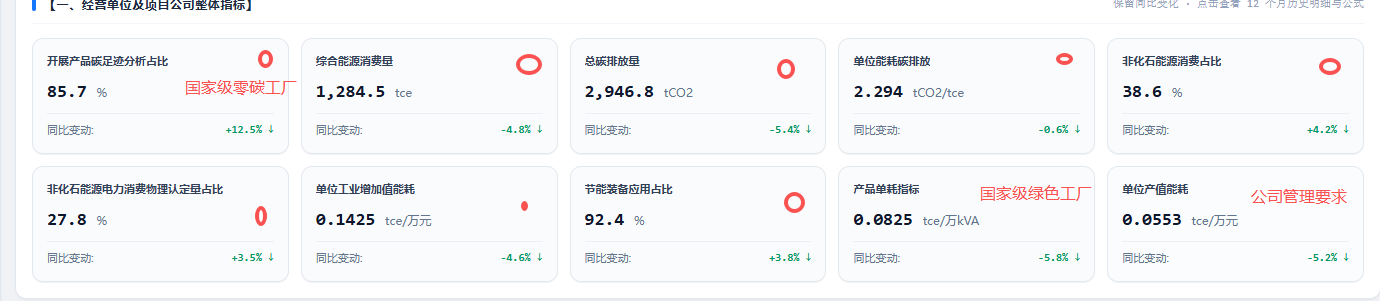 【一、经营单位及项目公司整体指标】
保留同比变化 · 点击查看 12 个月历史明细与公式
开展产品碳足迹分析占比
85.7 %
国家级零碳工厂
同比变动: +12.5% ↓
综合能源消费量
1,284.5 tce
同比变动: -4.8% ↓
总碳排放量
2,946.8 tCO2
同比变动: -5.4% ↓
单位能耗碳排放
2.294 tCO2/tce
同比变动: -0.6% ↓
非化石能源消费占比
38.6 %
同比变动: +4.2% ↓
非化石能源电力消费物理认定量占比
27.8 %
同比变动: +3.5% ↓
单位工业增加值能耗
0.1425 tce/万元
同比变动: -4.6% ↓
节能装备应用占比
92.4 %
同比变动: +3.8% ↓
产品单耗指标
国家级绿色工厂
0.0825 tce/万kVA
同比变动: -5.8% ↓
单位产值能耗
公司管理要求
0.0553 tce/万元
同比变动: -5.2% ↓